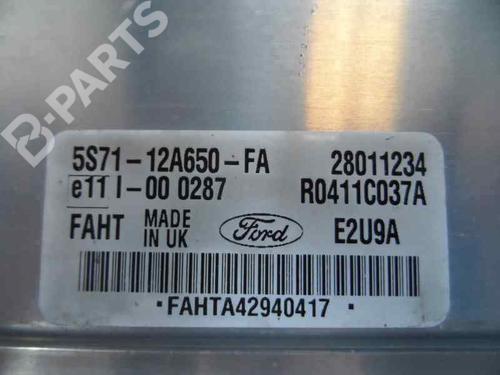 B-PARTS
5S71-12A650-FA 28011234
e11 I-00 0287 R0411C037A
FAHT MADE IN UK Ford E2U9A
·FAHTA42940417·